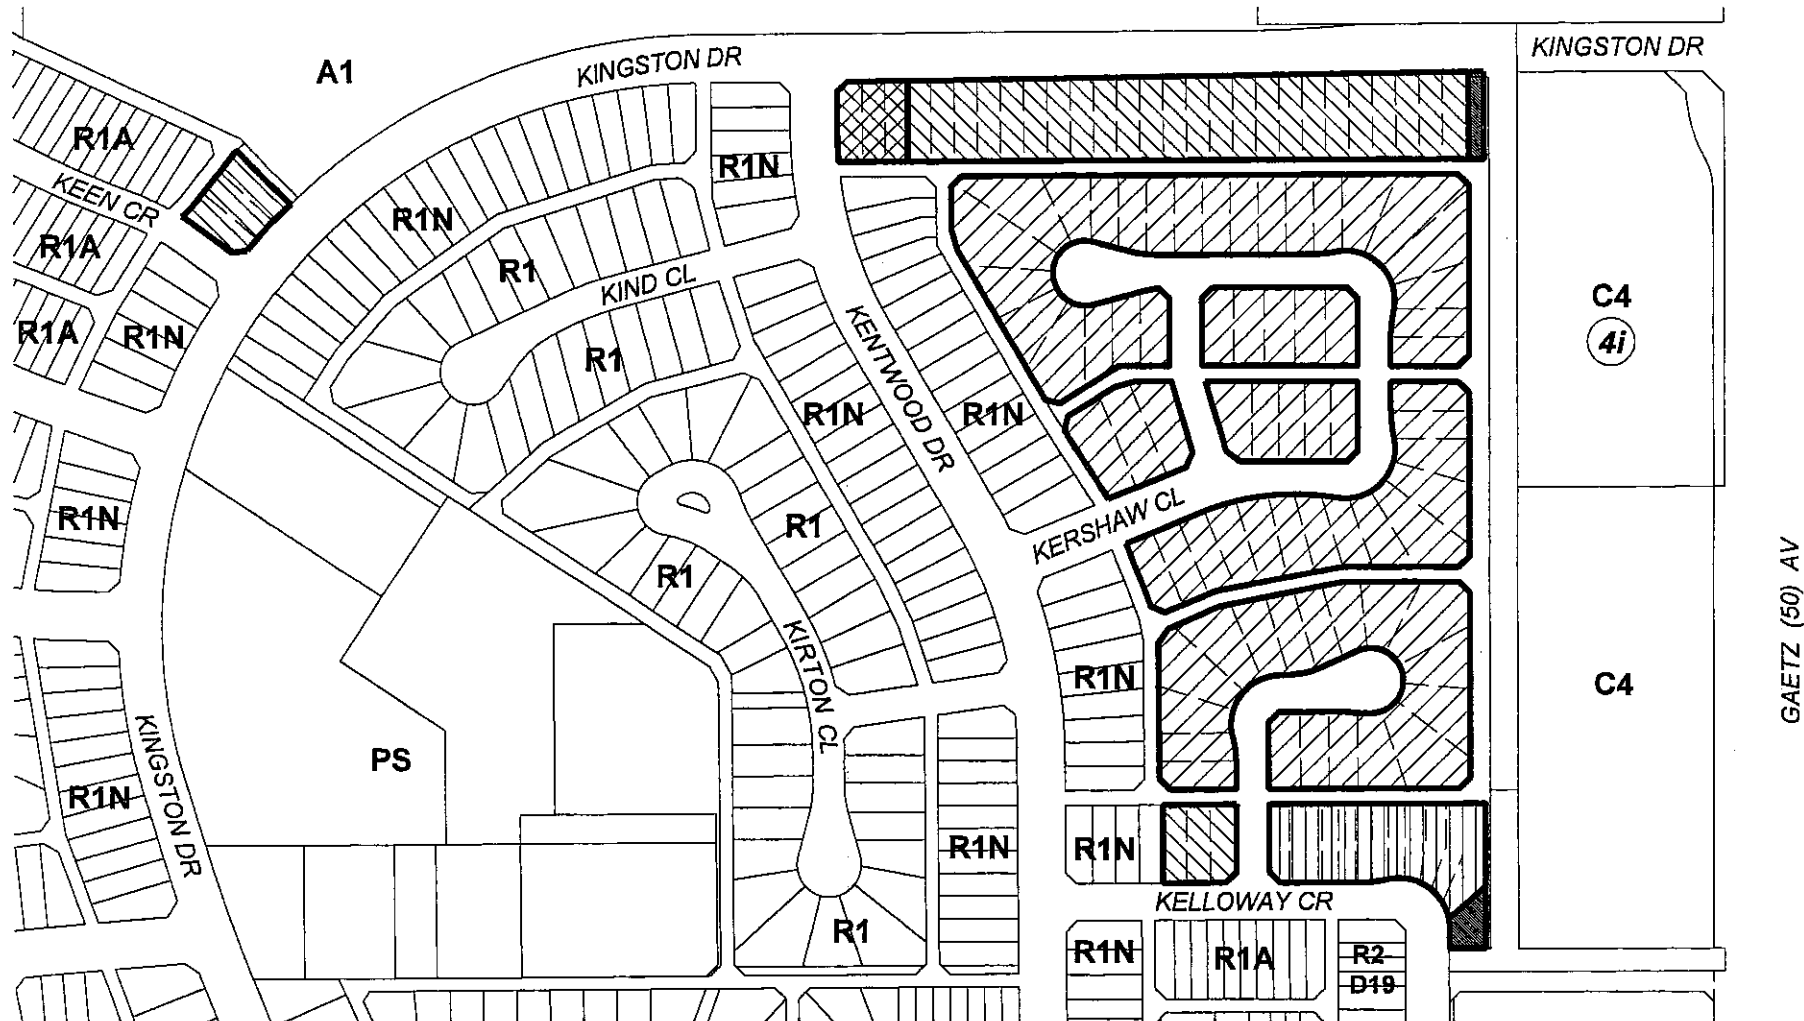 KINGSTON DR
KINGSTON DR
A1
R1A
R1N
KEEN CR
R1N
R1A
R1
KIND CL
C4
4i
R1A
R1N
R1
KENTWOOD DR
R1N
R1N
R1N
R1
KERSHAW CL
R1
GAETZ (50) AV
KIRTON CL
R1N
C4
KINGSTON DR
PS
R1N
R1N
R1N
KELLOWAY CR
R1
R1N
R1A
R2
D19